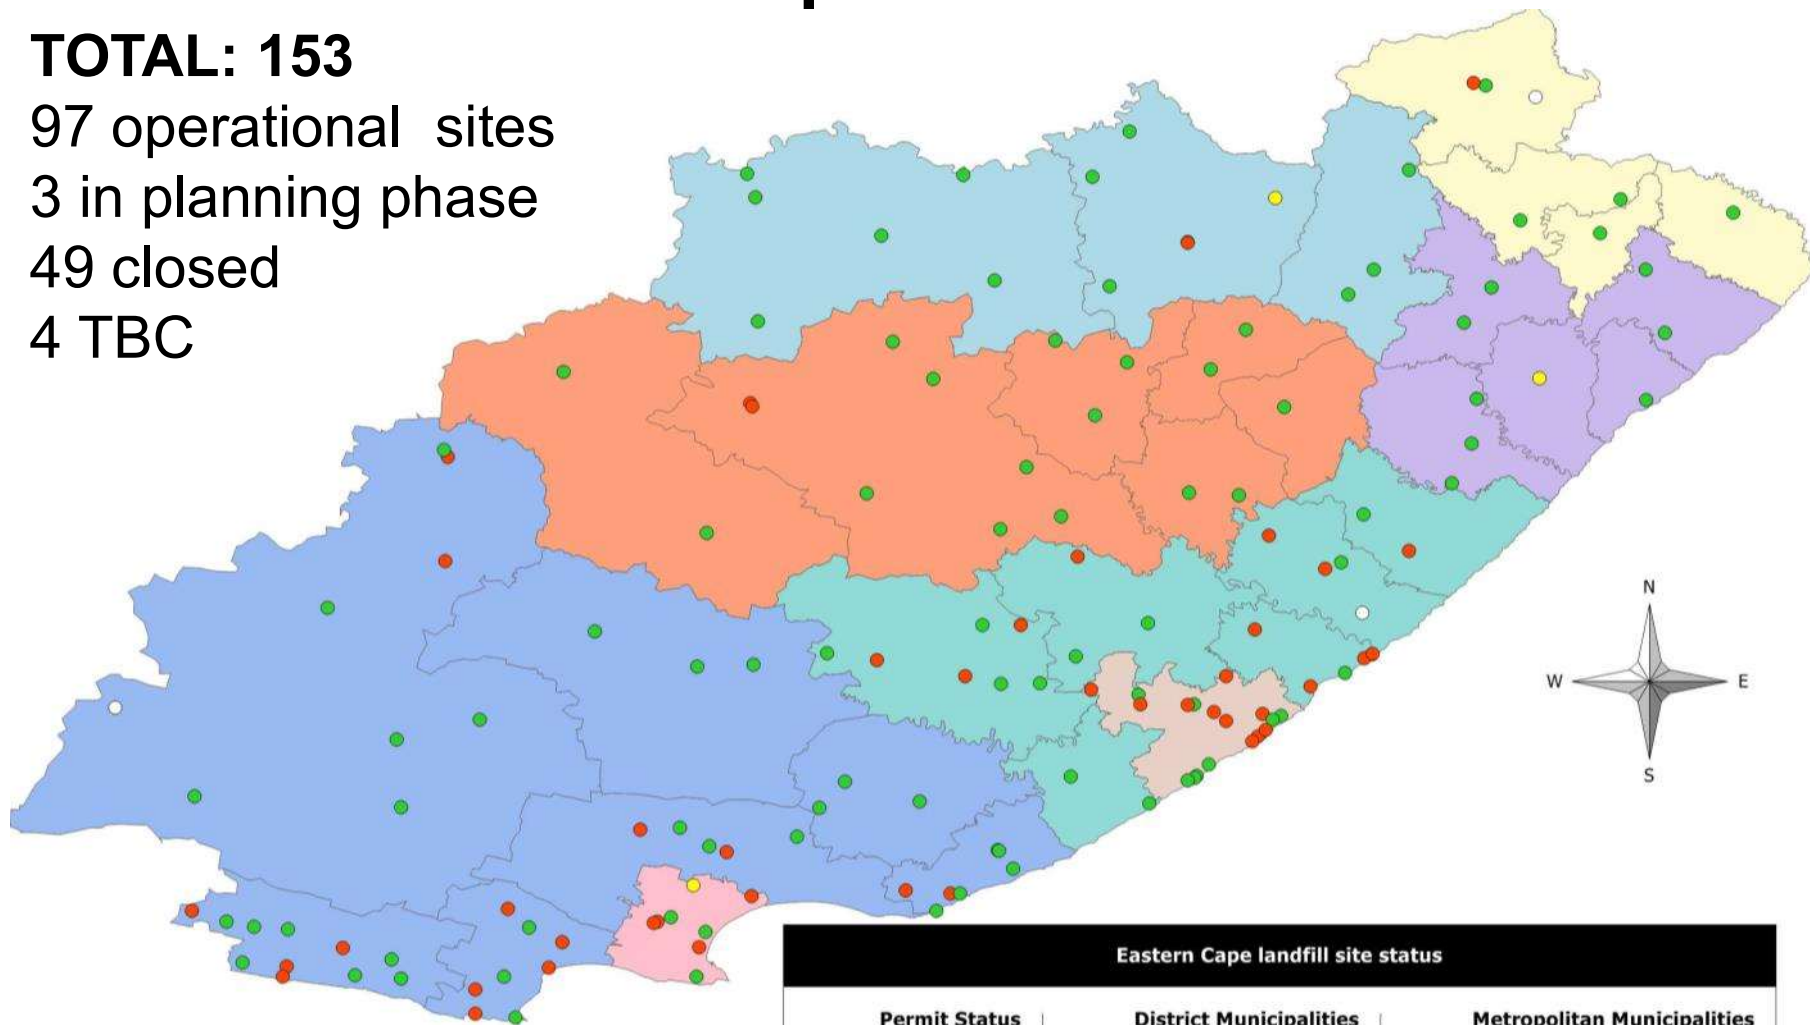 TOTAL: 153
97 operational sites
3 in planning phase
49 closed
4 TBC
N
W
E
S
Eastern Cape landfill site status
Permit Status
District Municipalities
Metropolitan Municipalities